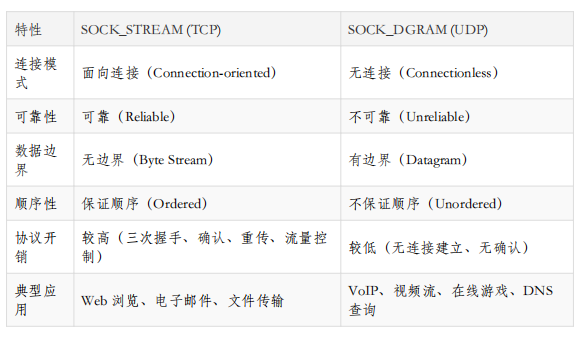 特性 SOCK_STREAM (TCP) SOCK_DGRAM (UDP)
连接模
式 面向连接（Connection-oriented） 无连接（Connectionless）
可靠性 可靠（Reliable） 不可靠（Unreliable）
数据边
界 无边界（Byte Stream） 有边界（Datagram）
顺序性 保证顺序（Ordered） 不保证顺序（Unordered）
协议开
销 较高（三次握手、确认、重传、流量控
制） 较低（无连接建立、无确认）
典型应
用 Web 浏览、电子邮件、文件传输 VoIP、视频流、在线游戏、DNS
查询